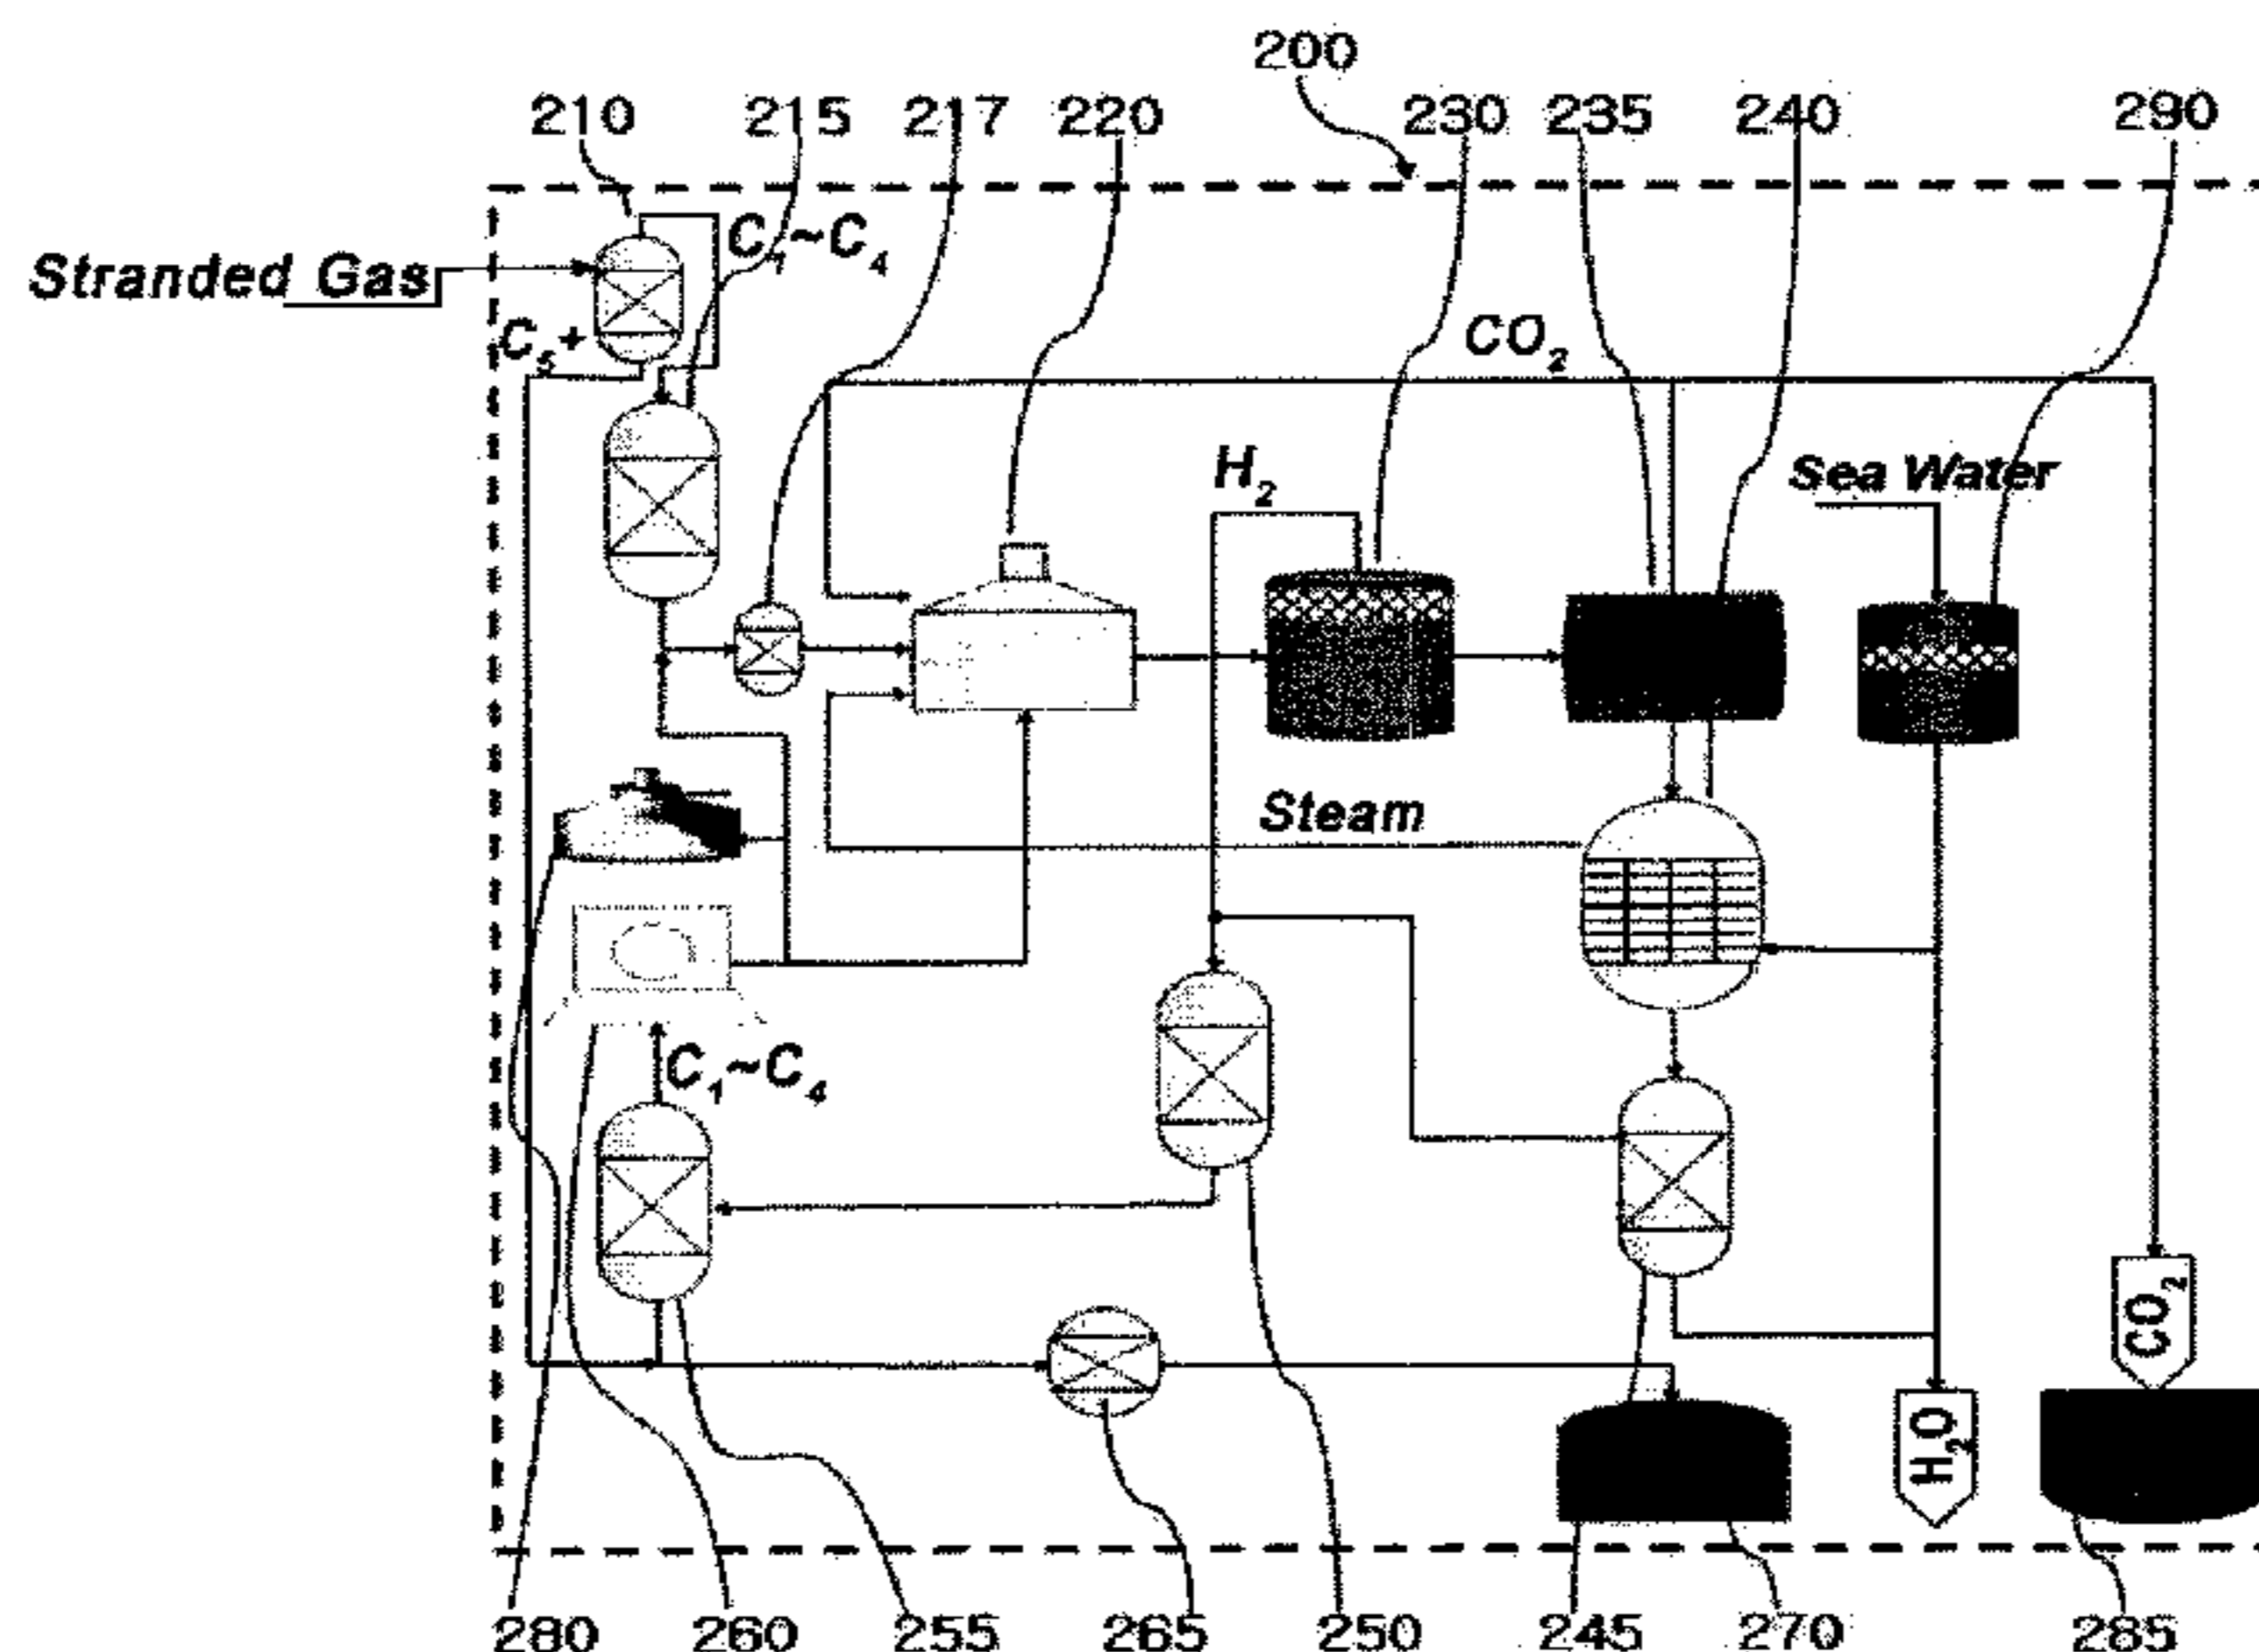 200
210 215 217 220 230 235 240 290
C₁~C₄
Stranded Gas
C₅+
CO₂
H₂
Sea Water
Steam
C₁~C₄
CO₂
H₂O
280 260 255 265 250 245 270 285